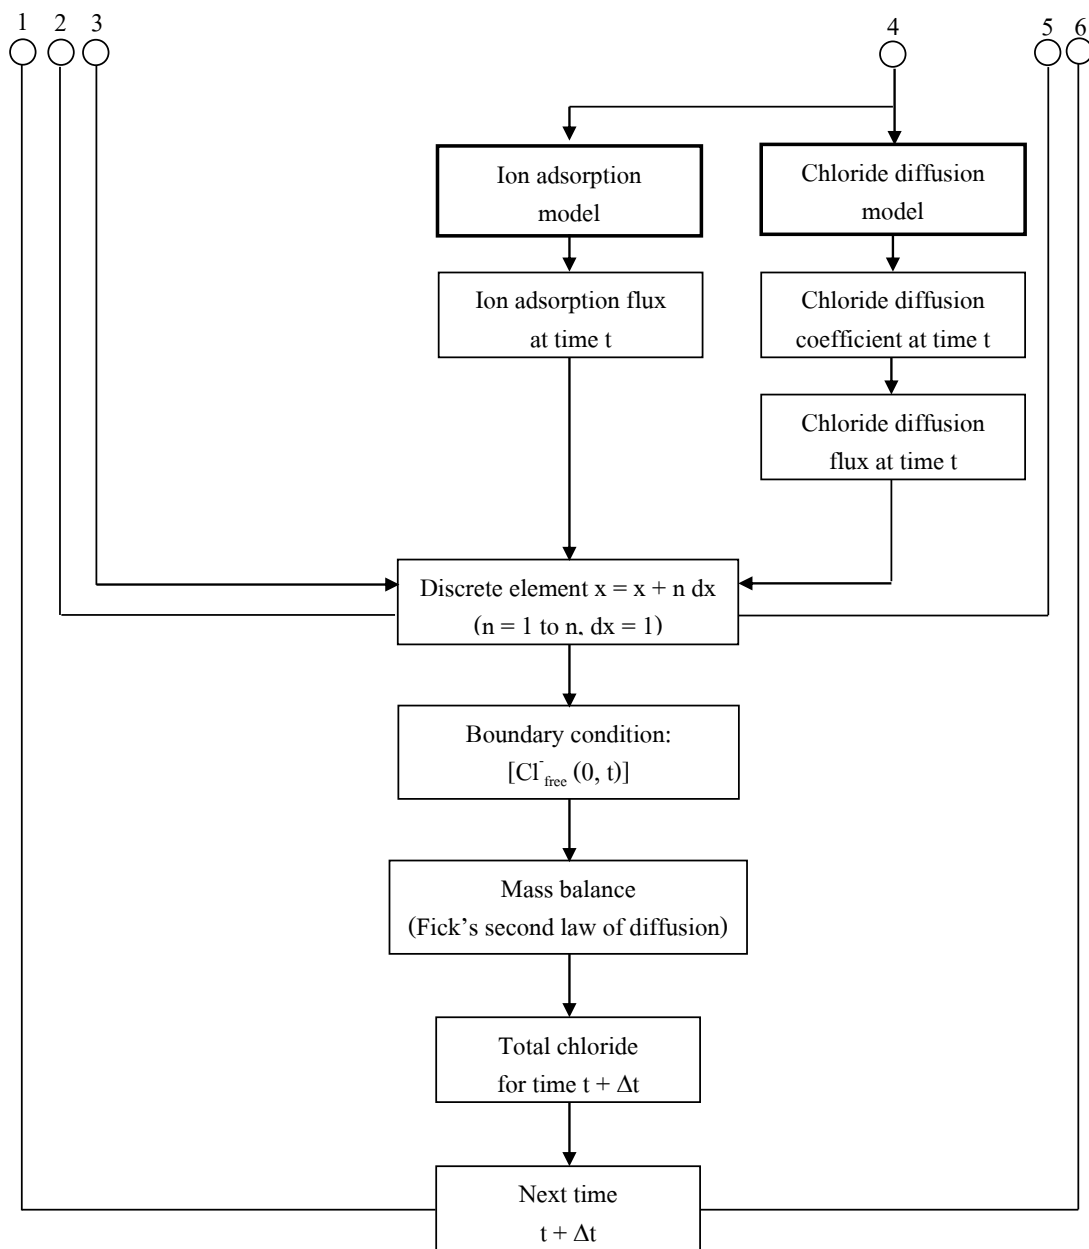 1 2 3 4 5 6
Ion adsorption
model
Chloride diffusion
model
Ion adsorption flux
at time t
Chloride diffusion
coefficient at time t
Chloride diffusion
flux at time t
Discrete element x = x + n dx
(n = 1 to n, dx = 1)
Boundary condition:
[Cl⁻free (0, t)]
Mass balance
(Fick's second law of diffusion)
Total chloride
for time t + Δt
Next time
t + Δt